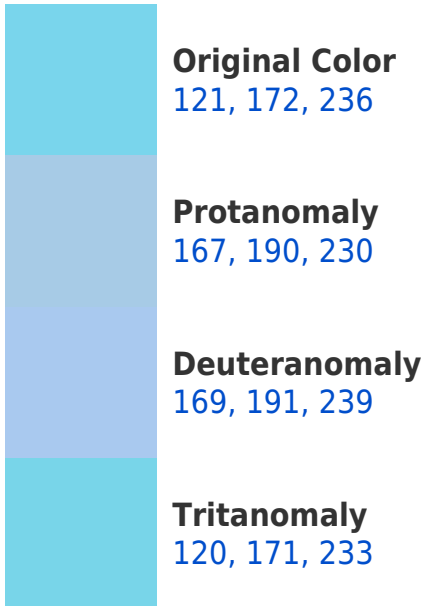 Original Color
121, 172, 236
Protanomaly
167, 190, 230
Deuteranomaly
169, 191, 239
Tritanomaly
120, 171, 233